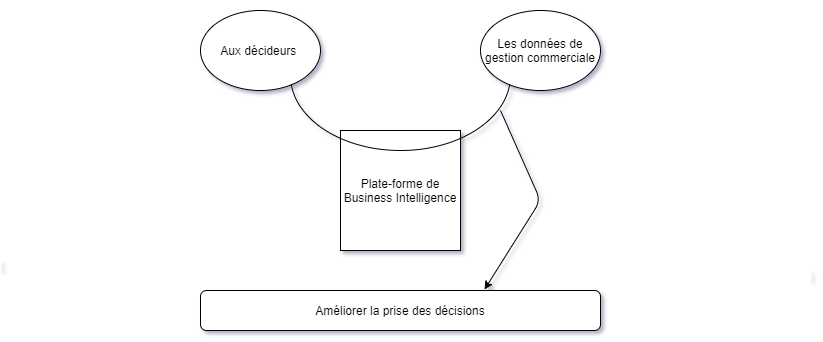 Aux décideurs
Les données de
gestion commerciale
Plate-forme de
Business Intelligence
Améliorer la prise des décisions